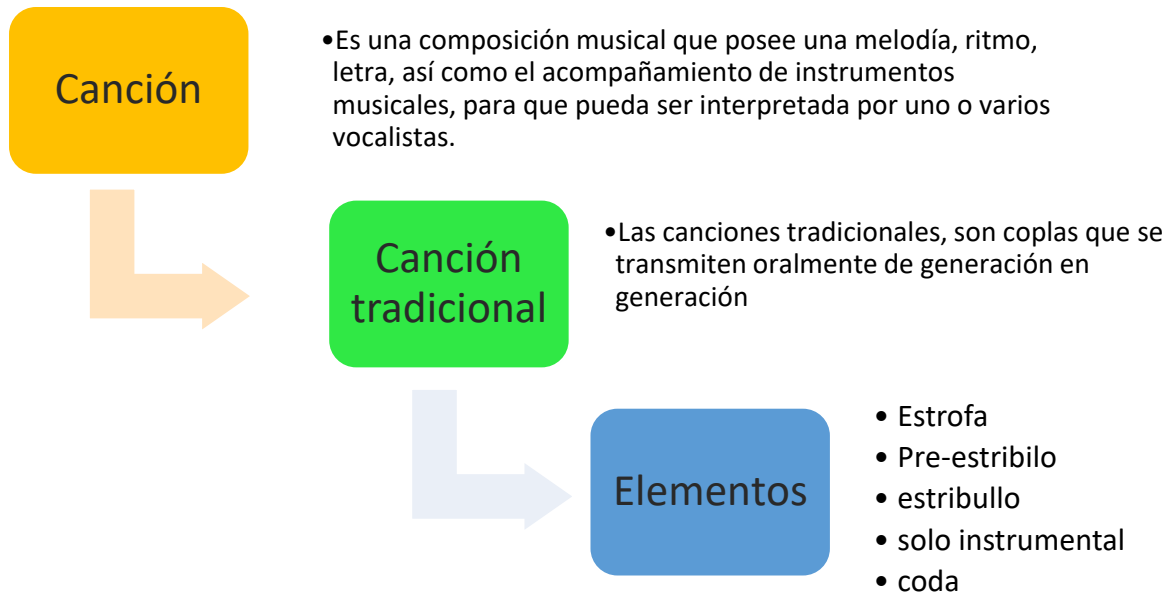 Canción
•Es una composición musical que posee una melodía, ritmo,
letra, así como el acompañamiento de instrumentos
musicales, para que pueda ser interpretada por uno o varios
vocalistas.
Canción
tradicional
•Las canciones tradicionales, son coplas que se
transmiten oralmente de generación en
generación
Elementos
• Estrofa
• Pre-estribilo
• estribullo
• solo instrumental
• coda